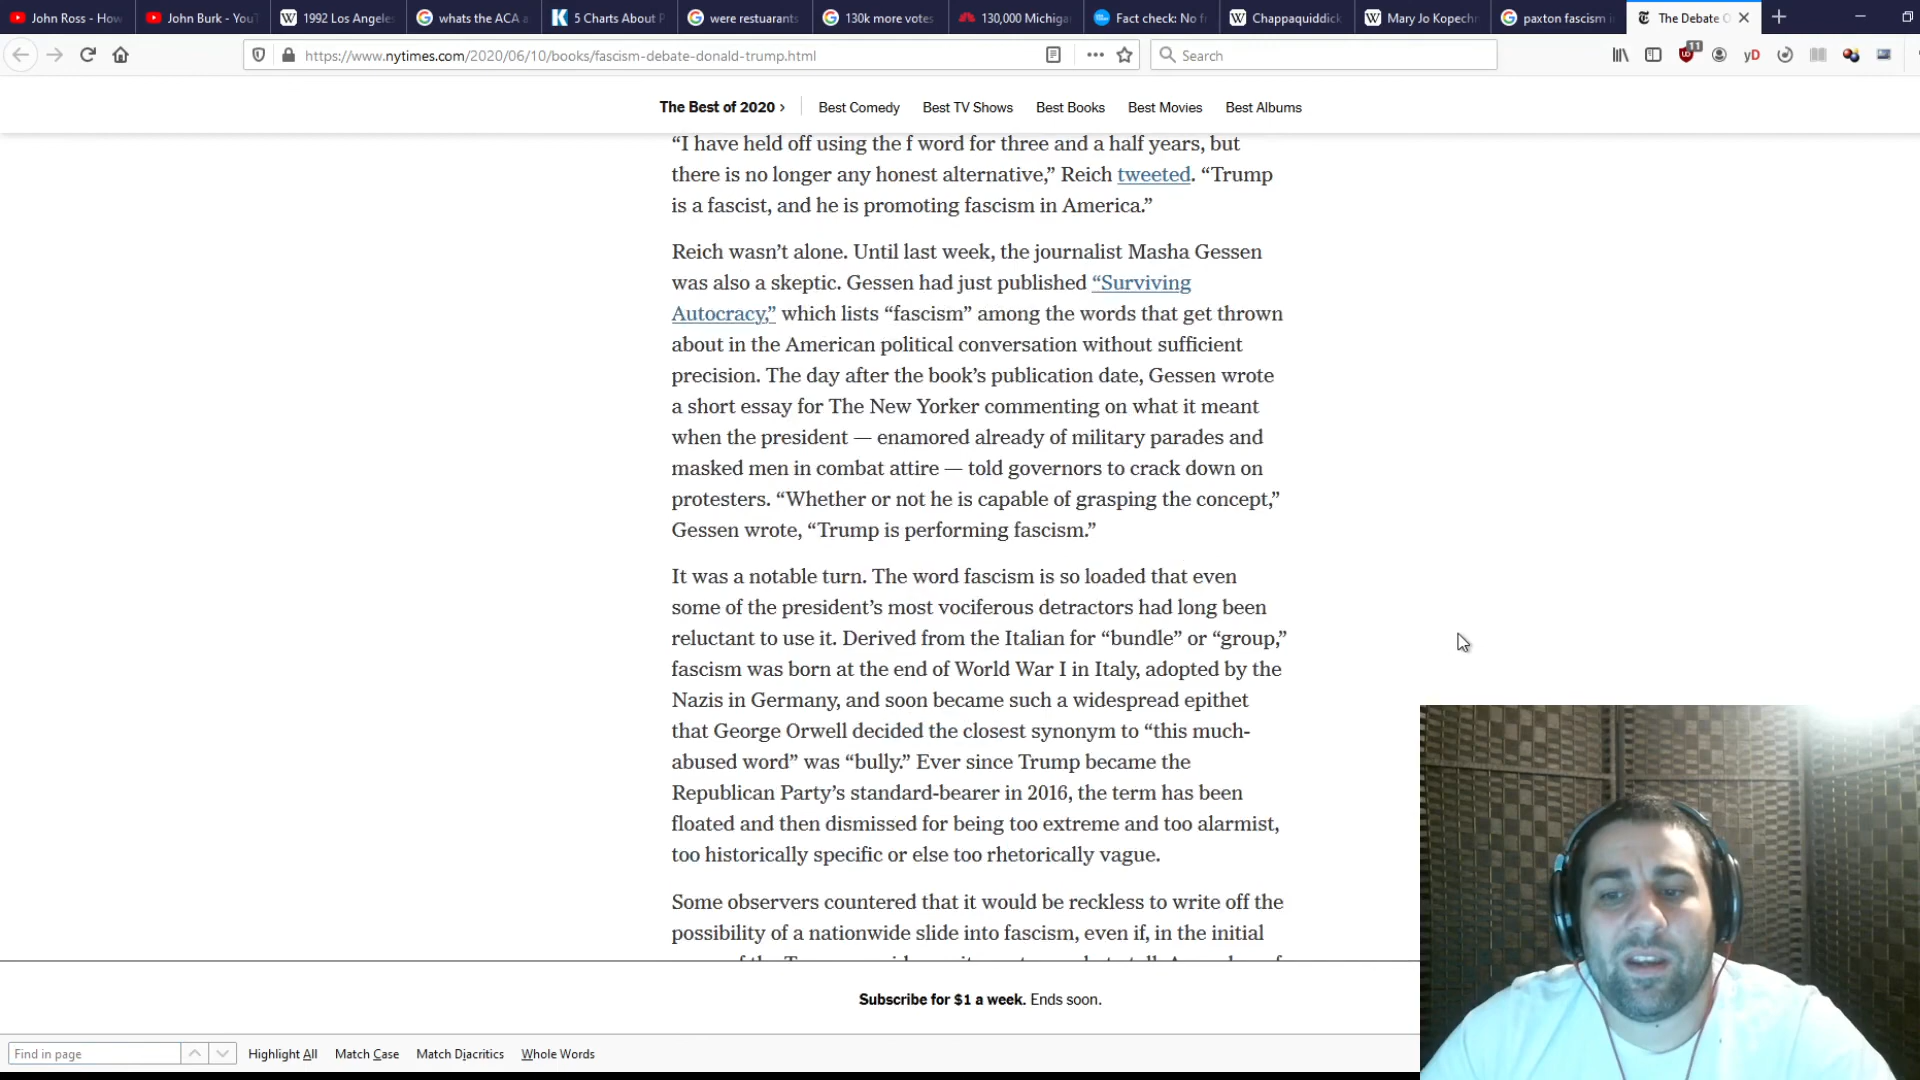 John Ross - How
John Burk - YouT
1992 Los Angeles
whats the ACA a
5 Charts About P
were restuarants
130k more votes
130,000 Michiga
Fact check: No fr
Chappaquiddick
Mary Jo Kopechn
paxton fascism i
The Debate O
https://www.nytimes.com/2020/06/10/books/fascism-debate-donald-trump.html
Search
11
yD
The Best of 2020 ›
Best Comedy
Best TV Shows
Best Books
Best Movies
Best Albums
“I have held off using the f word for three and a half years, but
there is no longer any honest alternative,” Reich tweeted. “Trump
is a fascist, and he is promoting fascism in America.”
Reich wasn’t alone. Until last week, the journalist Masha Gessen
was also a skeptic. Gessen had just published “Surviving
Autocracy,” which lists “fascism” among the words that get thrown
about in the American political conversation without sufficient
precision. The day after the book’s publication date, Gessen wrote
a short essay for The New Yorker commenting on what it meant
when the president — enamored already of military parades and
masked men in combat attire — told governors to crack down on
protesters. “Whether or not he is capable of grasping the concept,”
Gessen wrote, “Trump is performing fascism.”
It was a notable turn. The word fascism is so loaded that even
some of the president’s most vociferous detractors had long been
reluctant to use it. Derived from the Italian for “bundle” or “group,”
fascism was born at the end of World War I in Italy, adopted by the
Nazis in Germany, and soon became such a widespread epithet
that George Orwell decided the closest synonym to “this much-
abused word” was “bully.” Ever since Trump became the
Republican Party’s standard-bearer in 2016, the term has been
floated and then dismissed for being too extreme and too alarmist,
too historically specific or else too rhetorically vague.
Some observers countered that it would be reckless to write off the
possibility of a nationwide slide into fascism, even if, in the initial
Subscribe for $1 a week. Ends soon.
Find in page
Highlight All
Match Case
Match Diacritics
Whole Words